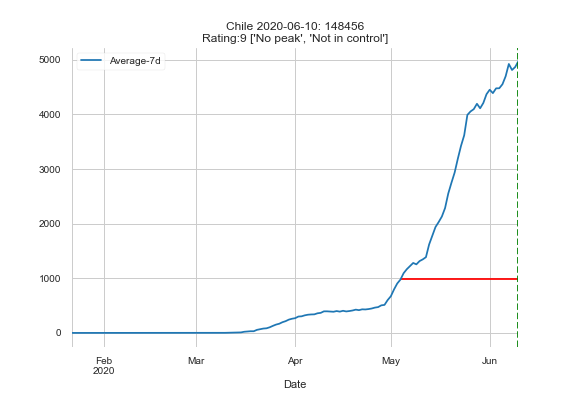 Chile 2020-06-10: 148456
Rating:9 ['No peak', 'Not in control']
Average-7d
5000
4000
3000
2000
1000
0
Feb Mar Apr May Jun
2020
Date